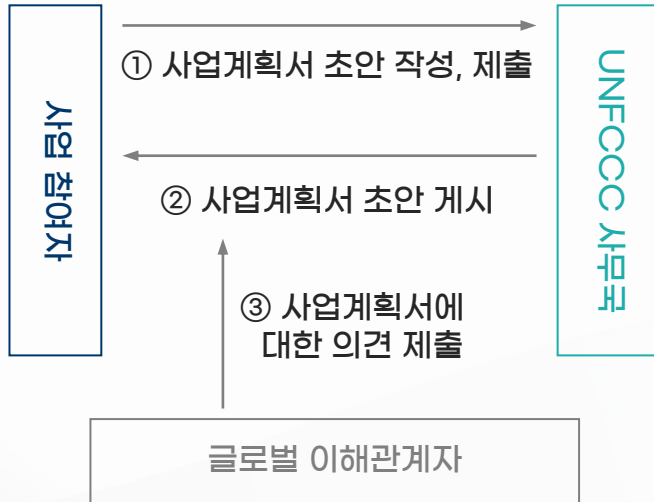 ① 사업계획서 초안 작성, 제출
사업 참여자
UNFCCC 사무국
② 사업계획서 초안 게시
③ 사업계획서에
대한 의견 제출
글로벌 이해관계자